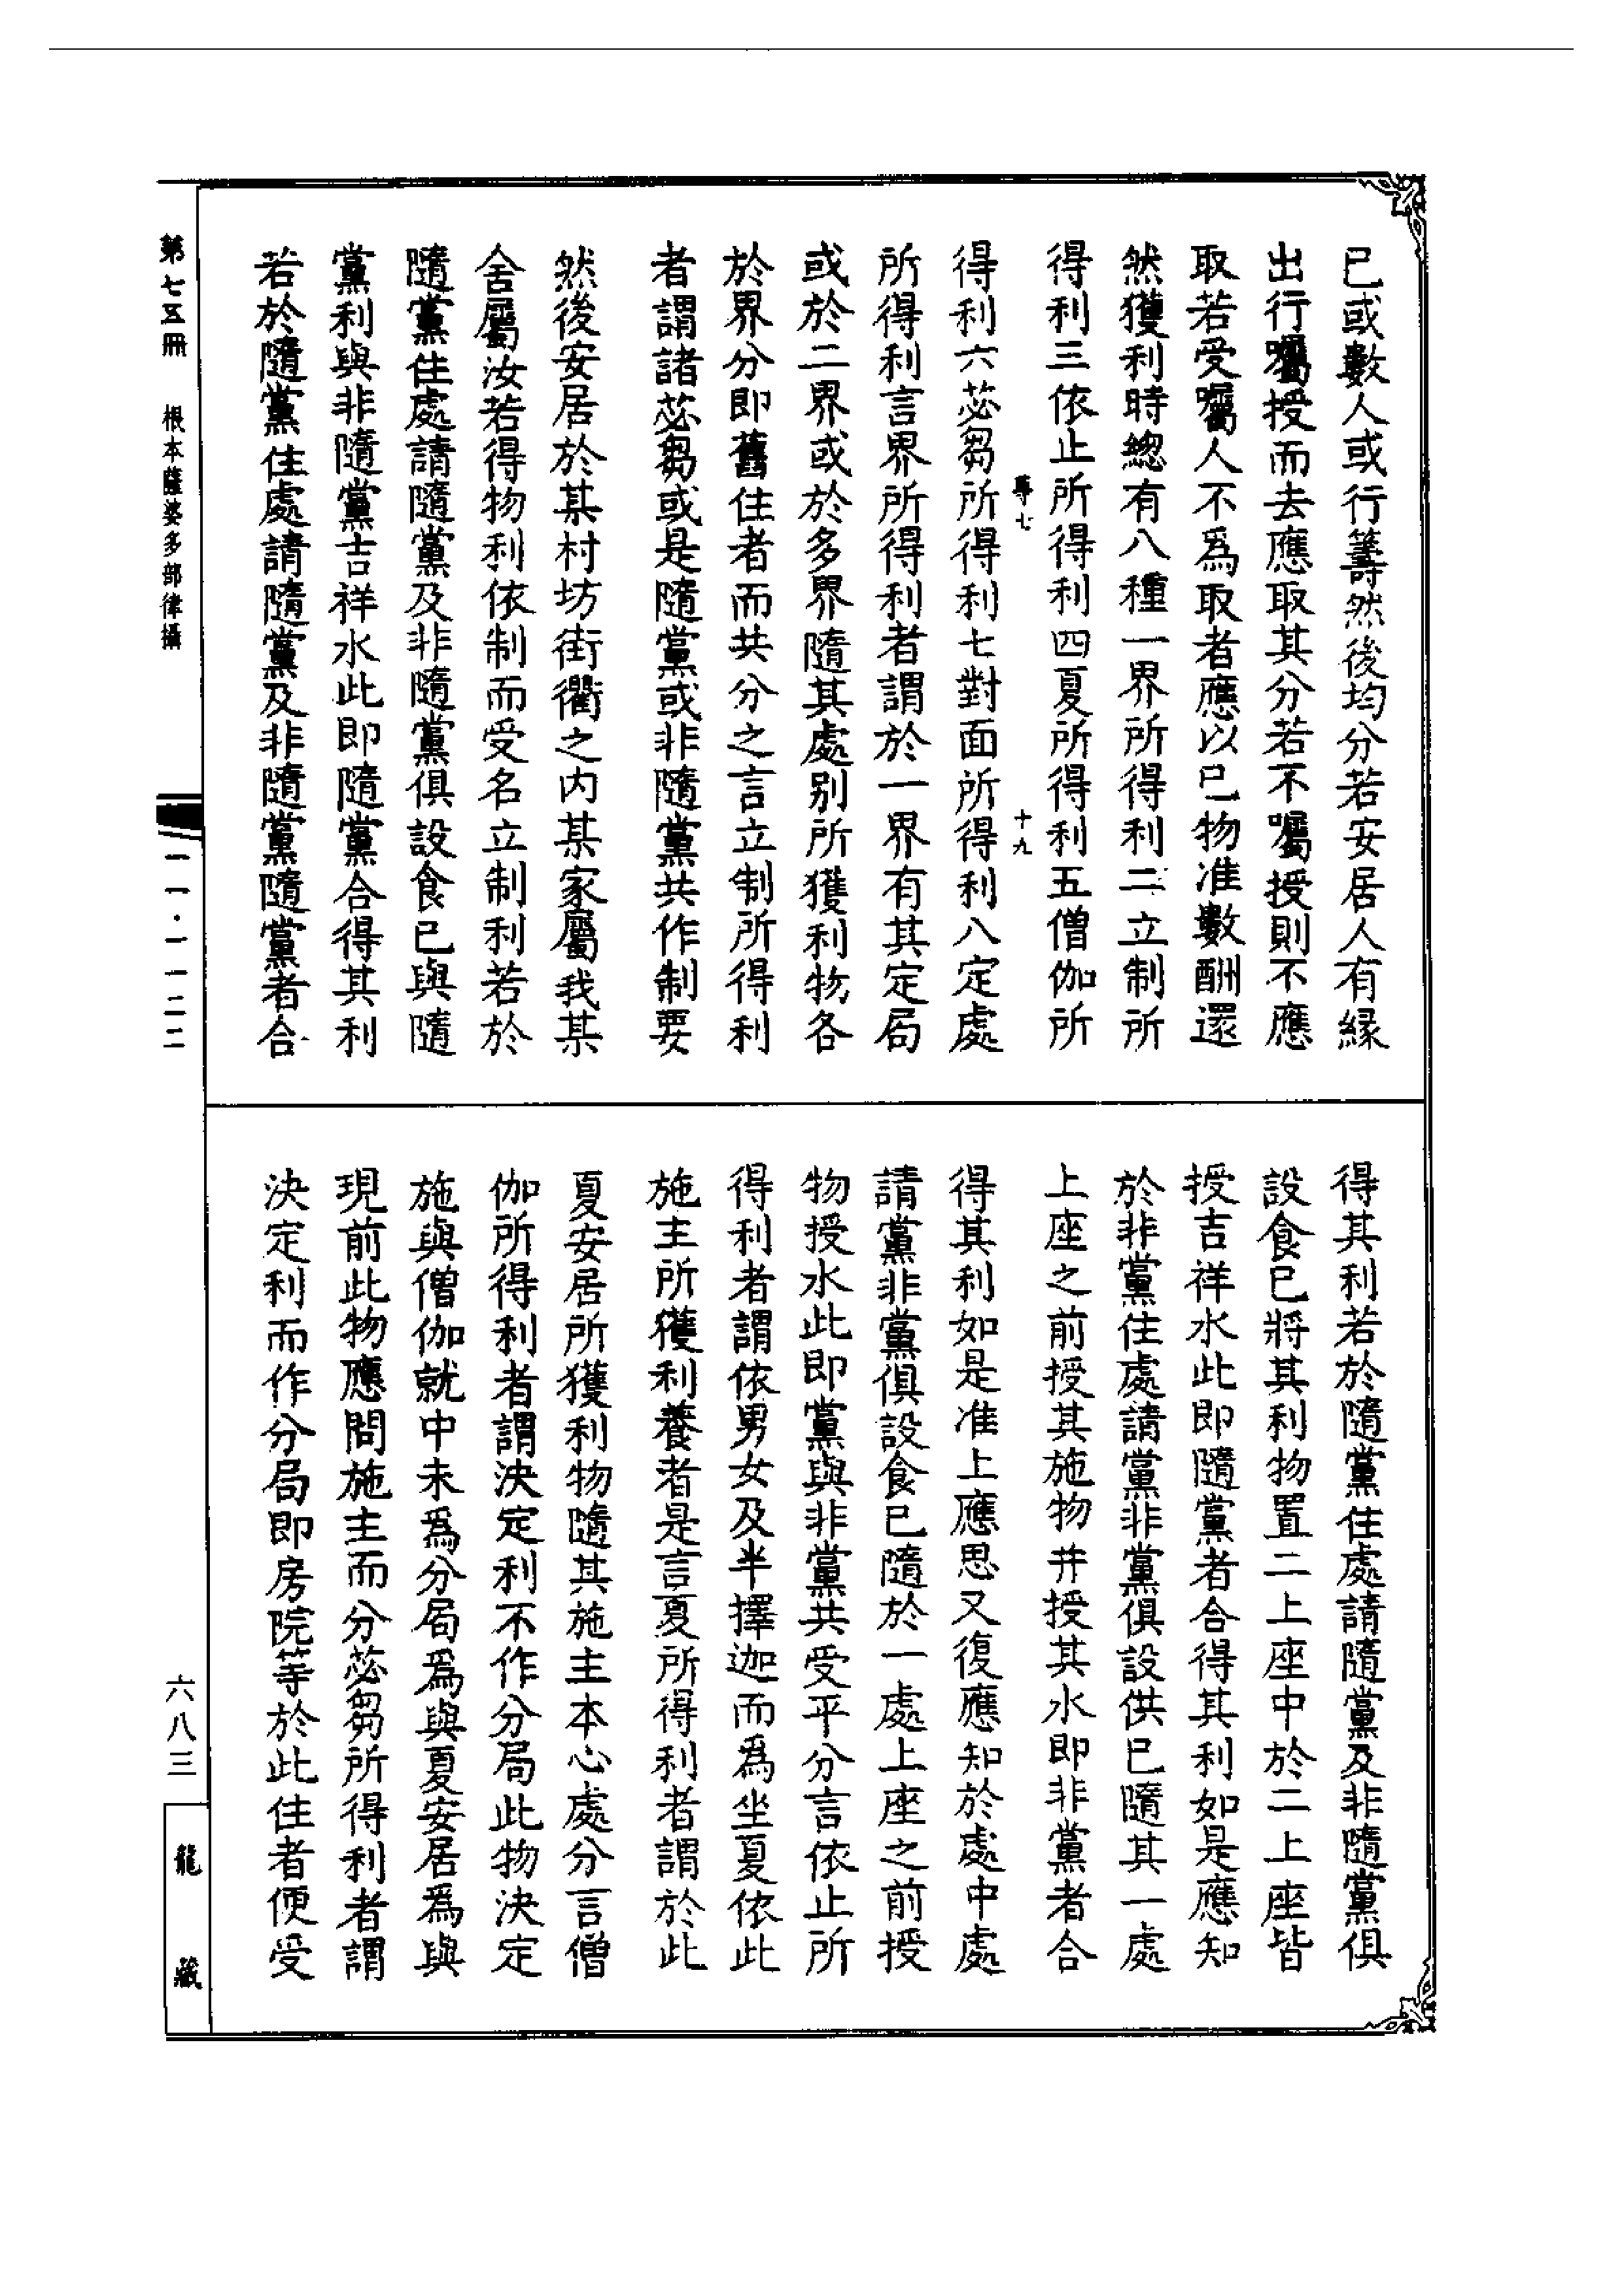 已或數人或行籌然後均分若安居人有緣
出行囑授而去應取其分若不囑授則不應
取若受囑人不爲取者應以已物准數酬還
然獲利時總有八種一界所得利二立制所
得利三依止所得利四夏所得利五僧伽所
尊七
十九
得利六苾芻所得利七對面所得利八定處
所得利言界所得利者謂於一界有其定局
或於二界或於多界隨其處別所獲利物各
於界分即舊住者而共分之言立制所得利
者謂諸苾芻或是隨黨或非隨黨共作制要
然後安居於某村坊街衢之内某家屬我某
舍屬汝若得物利依制而受名立制利若於
隨黨住處請隨黨及非隨黨俱設食已與隨
黨利與非隨黨吉祥水此即隨黨合得其利
若於隨黨住處請隨黨及非隨黨隨黨者合
得其利若於隨黨住處請隨黨及非隨黨俱
設食已將其利物置二上座中於二上座皆
授吉祥水此即隨黨者合得其利如是應知
於非黨住處請黨非黨俱設供已隨其一處
上座之前授其施物并授其水即非黨者合
得其利如是准上應思又復應知於處中處
請黨非黨俱設食已隨於一處上座之前授
物授水此即黨與非黨共受平分言依止所
得利者謂依男女及半擇迦而爲坐夏依此
施主所獲利養者是言夏所得利者謂於此
夏安居所獲利物隨其施主本心處分言僧
伽所得利者謂決定利不作分局此物決定
施與僧伽就中未爲分局爲與夏安居爲與
現前此物應問施主而分苾芻所得利者謂
決定利而作分局即房院等於此住者便受
第七五冊
根本薩婆多部律攝
一一·一一二二
六八三
龍藏